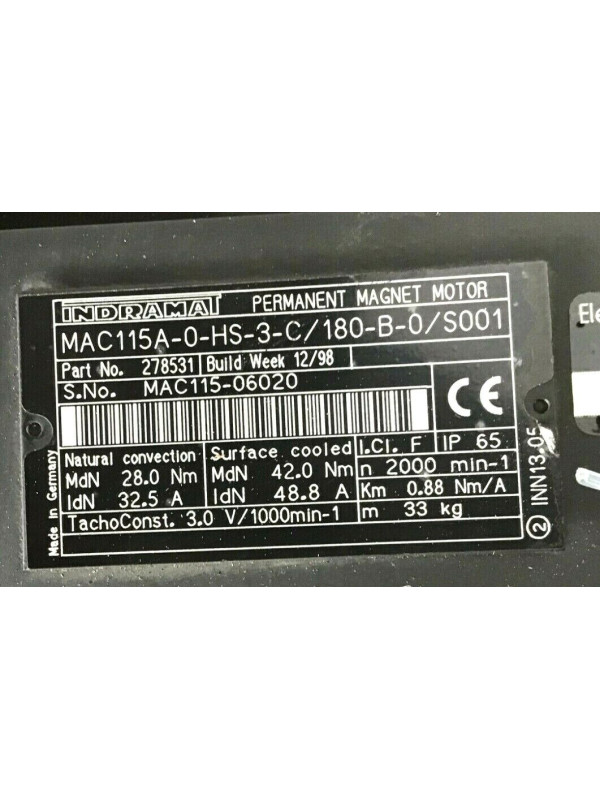 INDRAMAT PERMANENT MAGNET MOTOR
MAC115A-0-HS-3-C/180-B-0/S001
Part No. 278531 Build Week 12/98
S.No. MAC115-06020
CE
Natural convection Surface cooled I.Cl. F IP 65
MdN 28.0 Nm MdN 42.0 Nm n 2000 min-1
IdN 32.5 A IdN 48.8 A Km 0.88 Nm/A
TachoConst. 3.0 V/1000min-1 m 33 kg
Made in Germany
2 INN13.05
Ele